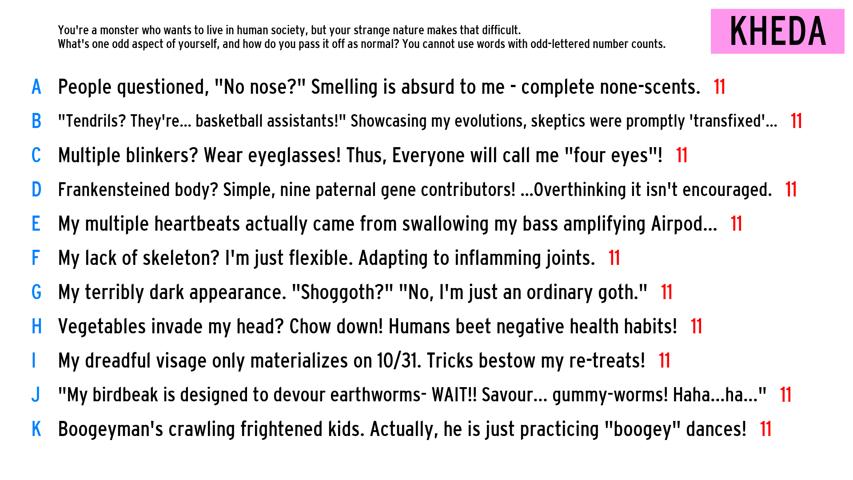 You're a monster who wants to live in human society, but your strange nature makes that difficult.
What's one odd aspect of yourself, and how do you pass it off as normal? You cannot use words with odd-lettered number counts.
KHEDA
A People questioned, "No nose?" Smelling is absurd to me - complete none-scents. 11
B "Tendrils? They're... basketball assistants!" Showcasing my evolutions, skeptics were promptly 'transfixed'... 11
C Multiple blinkers? Wear eyeglasses! Thus, Everyone will call me "four eyes"! 11
D Frankensteined body? Simple, nine paternal gene contributors! ...Overthinking it isn't encouraged. 11
E My multiple heartbeats actually came from swallowing my bass amplifying Airpod... 11
F My lack of skeleton? I'm just flexible. Adapting to inflamming joints. 11
G My terribly dark appearance. "Shoggoth?" "No, I'm just an ordinary goth." 11
H Vegetables invade my head? Chow down! Humans beet negative health habits! 11
I My dreadful visage only materializes on 10/31. Tricks bestow my re-treats! 11
J "My birdbeak is designed to devour earthworms- WAIT!! Savour... gummy-worms! Haha...ha..." 11
K Boogeyman's crawling frightened kids. Actually, he is just practicing "boogey" dances! 11